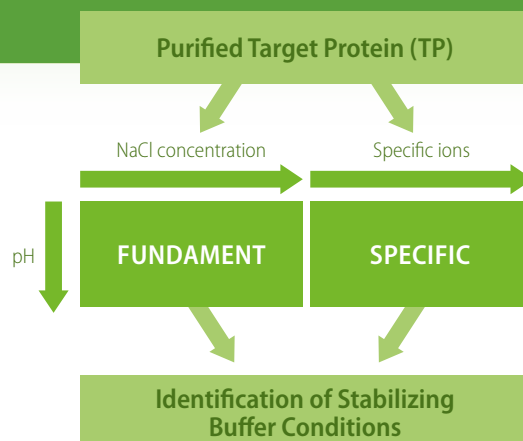 Purified Target Protein (TP)
NaCl concentration
Specific ions
pH
FUNDAMENT
SPECIFIC
Identification of Stabilizing
Buffer Conditions